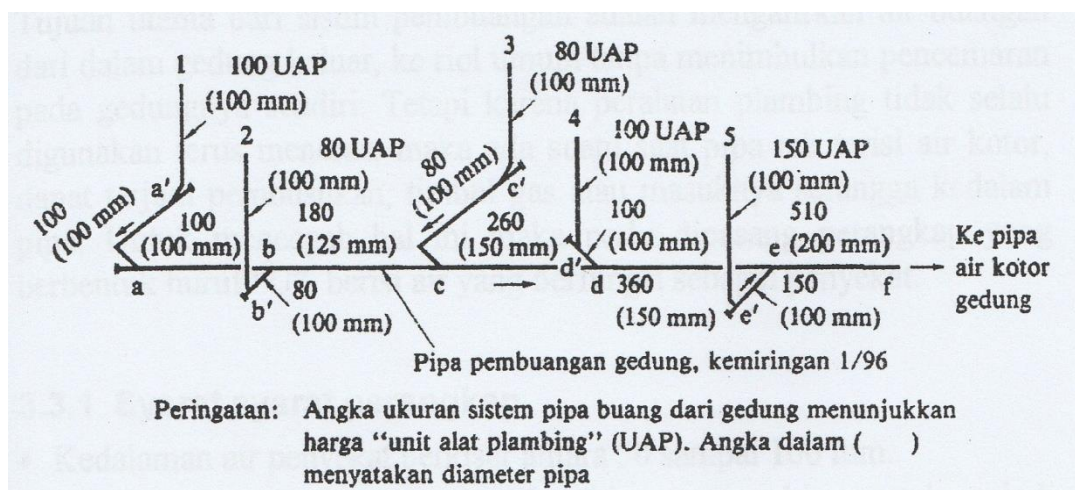 1
100 UAP
(100 mm)
2
80 UAP
(100 mm)
3
80 UAP
(100 mm)
4
100 UAP
(100 mm)
5
150 UAP
(100 mm)
a'
100
(100 mm)
100
(100 mm)
180
(125 mm)
80
(100 mm)
c'
260
(150 mm)
100
(100 mm)
510
(200 mm)
Ke pipa
air kotor
gedung
a
b
b'
80
(100 mm)
c
d'
d
360
(150 mm)
e
e'
150
(100 mm)
f
Pipa pembuangan gedung, kemiringan 1/96
Peringatan: Angka ukuran sistem pipa buang dari gedung menunjukkan
harga "unit alat plambing" (UAP). Angka dalam ( )
menyatakan diameter pipa